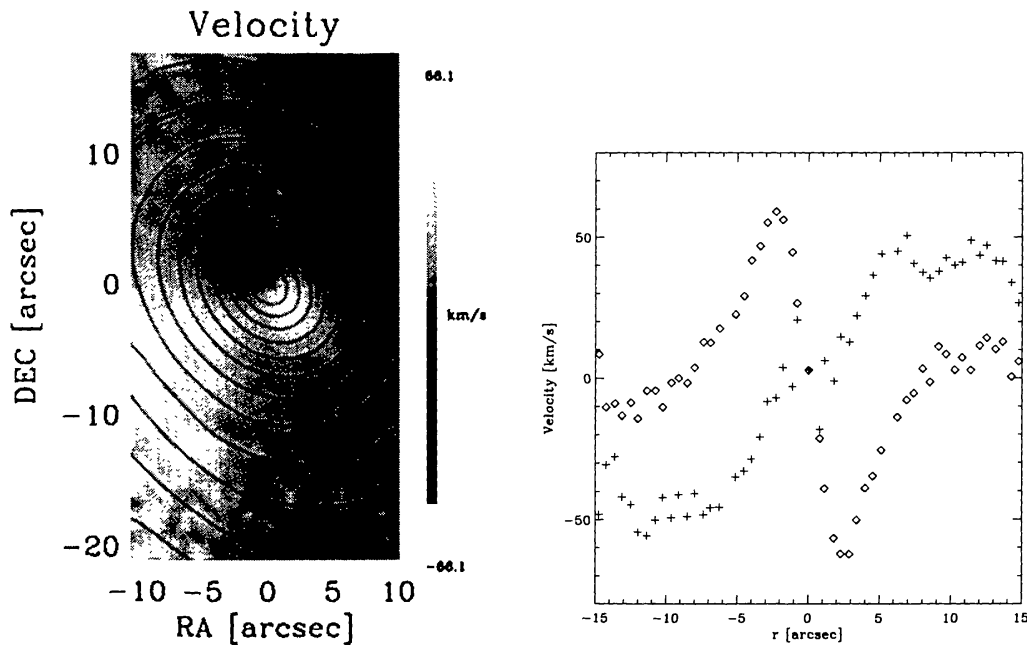 Velocity
66.1
km/s
-66.1
DEC [arcsec]
10
0
-10
-20
-10 -5 0 5 10
RA [arcsec]
Velocity [km/s]
50
0
-50
-15 -10 -5 0 5 10 15
r [arcsec]